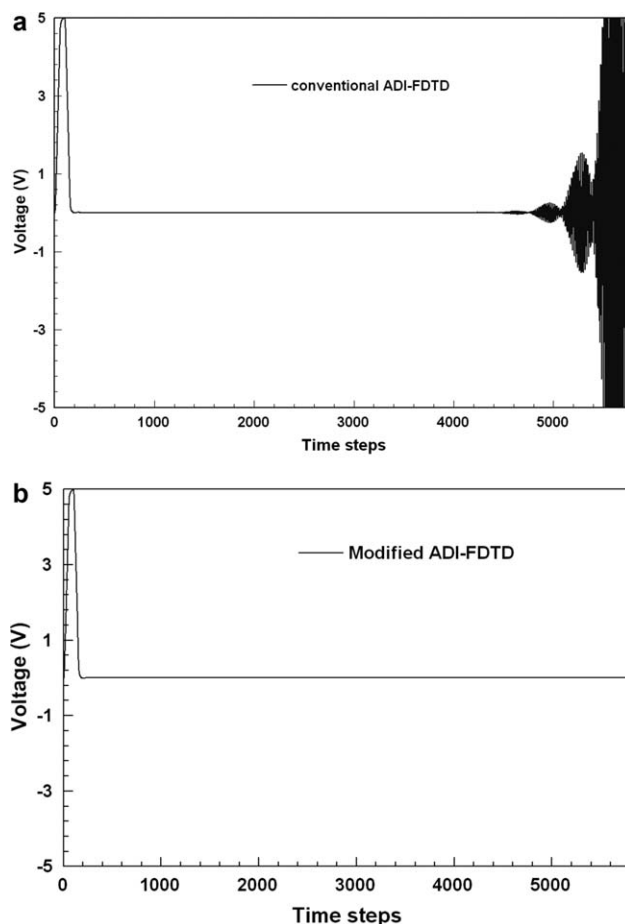 a
5
3
1
-1
-3
-5
Voltage (V)
conventional ADI-FDTD
0 1000 2000 3000 4000 5000
Time steps
b
5
3
1
-1
-3
-5
Voltage (V)
Modified ADI-FDTD
0 1000 2000 3000 4000 5000
Time steps